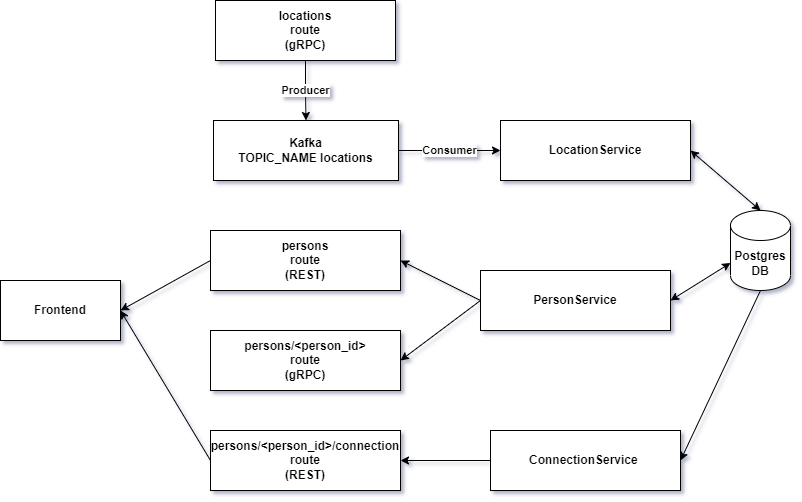 locations
route
(gRPC)
Producer
Kafka
TOPIC_NAME locations
Consumer
LocationService
persons
route
(REST)
Postgres
DB
Frontend
PersonService
persons/<person_id>
route
(gRPC)
persons/<person_id>/connection
route
(REST)
ConnectionService